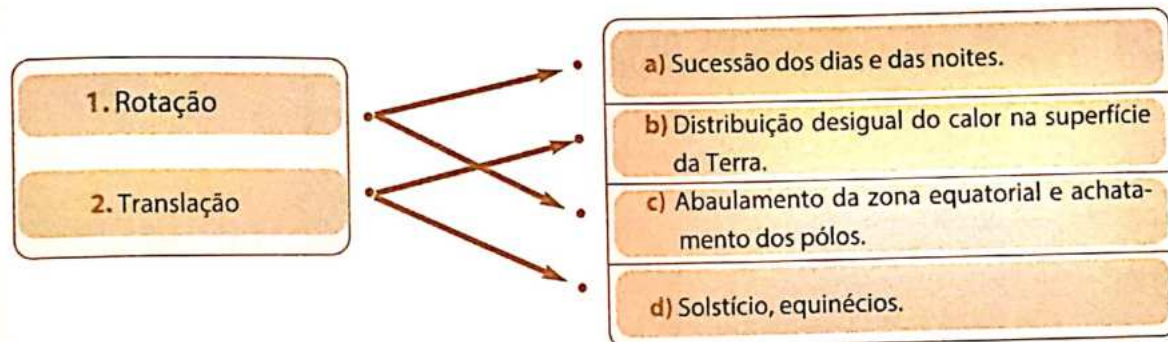 1. Rotação
2. Translação
a) Sucessão dos dias e das noites.
b) Distribuição desigual do calor na superfície
da Terra.
c) Abaulamento da zona equatorial e achata-
mento dos pólos.
d) Solstício, equinécios.